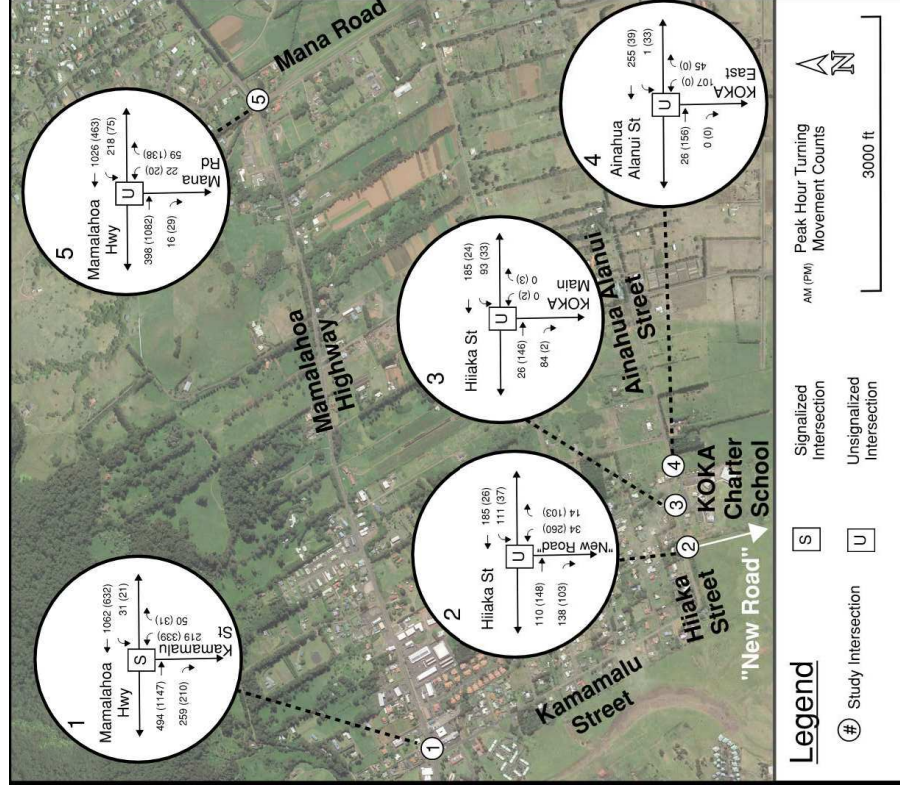 1
Mamalahoa
Hwy
1062 (632)
31 (21)
S
494 (1147)
259 (210)
219 (339)
50 (31)
Kamamalu
St
2
Hiiaka St
185 (26)
111 (37)
U
110 (148)
138 (103)
34 (260)
14 (103)
"New Road"
3
Hiiaka St
185 (24)
93 (33)
U
26 (146)
84 (2)
0 (2)
0 (3)
KOKA
Main
4
Ainahua
Alanui St
255 (39)
1 (33)
U
26 (156)
0 (0)
107 (0)
45 (0)
KOKA
East
5
Mamalahoa
Hwy
1026 (463)
218 (75)
U
398 (1082)
16 (29)
22 (20)
59 (138)
Mana
Rd
Mana Road
Mamalahoa
Highway
Ainahua Alanui
Street
Kamamalu
Street
Hiiaka
Street
KOKA
Charter
School
"New Road"
1
2
3
4
5
Legend
# Study Intersection
S Signalized
Intersection
U Unsignalized
Intersection
AM (PM) Peak Hour Turning
Movement Counts
N
3000 ft